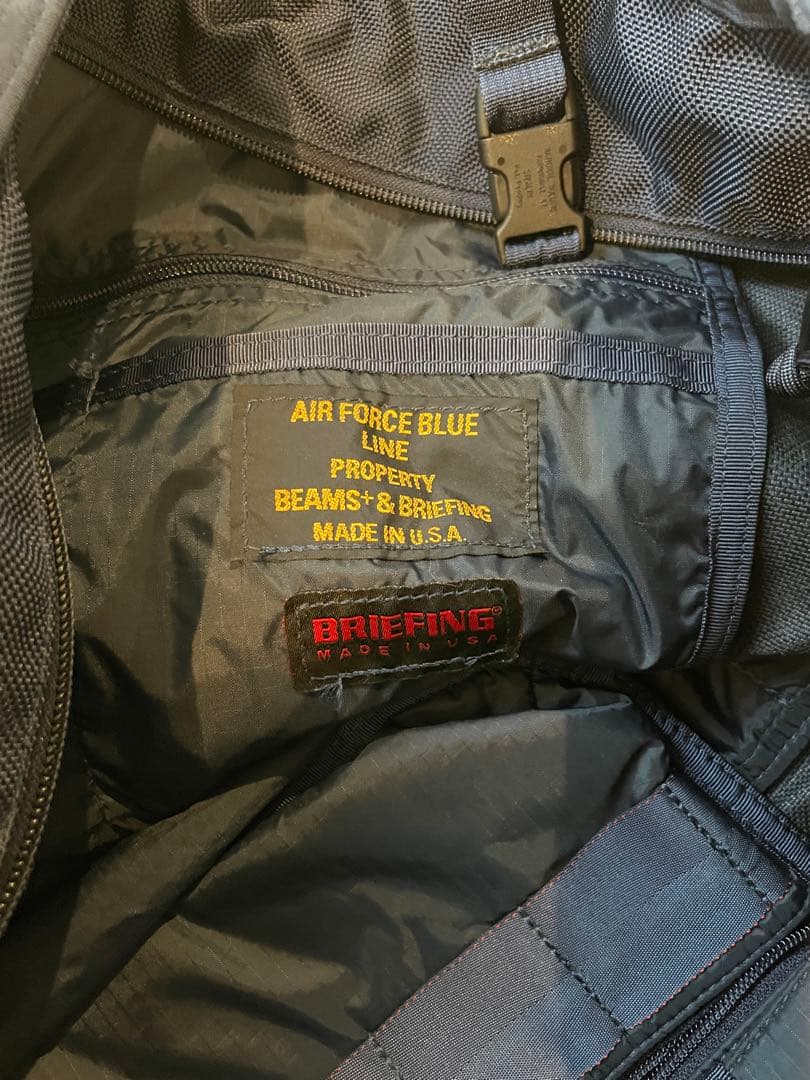 AIR FORCE BLUE
LINE
PROPERTY
BEAMS+ & BRIEFING
MADE IN U.S.A.
BRIEFING®
MADE IN USA